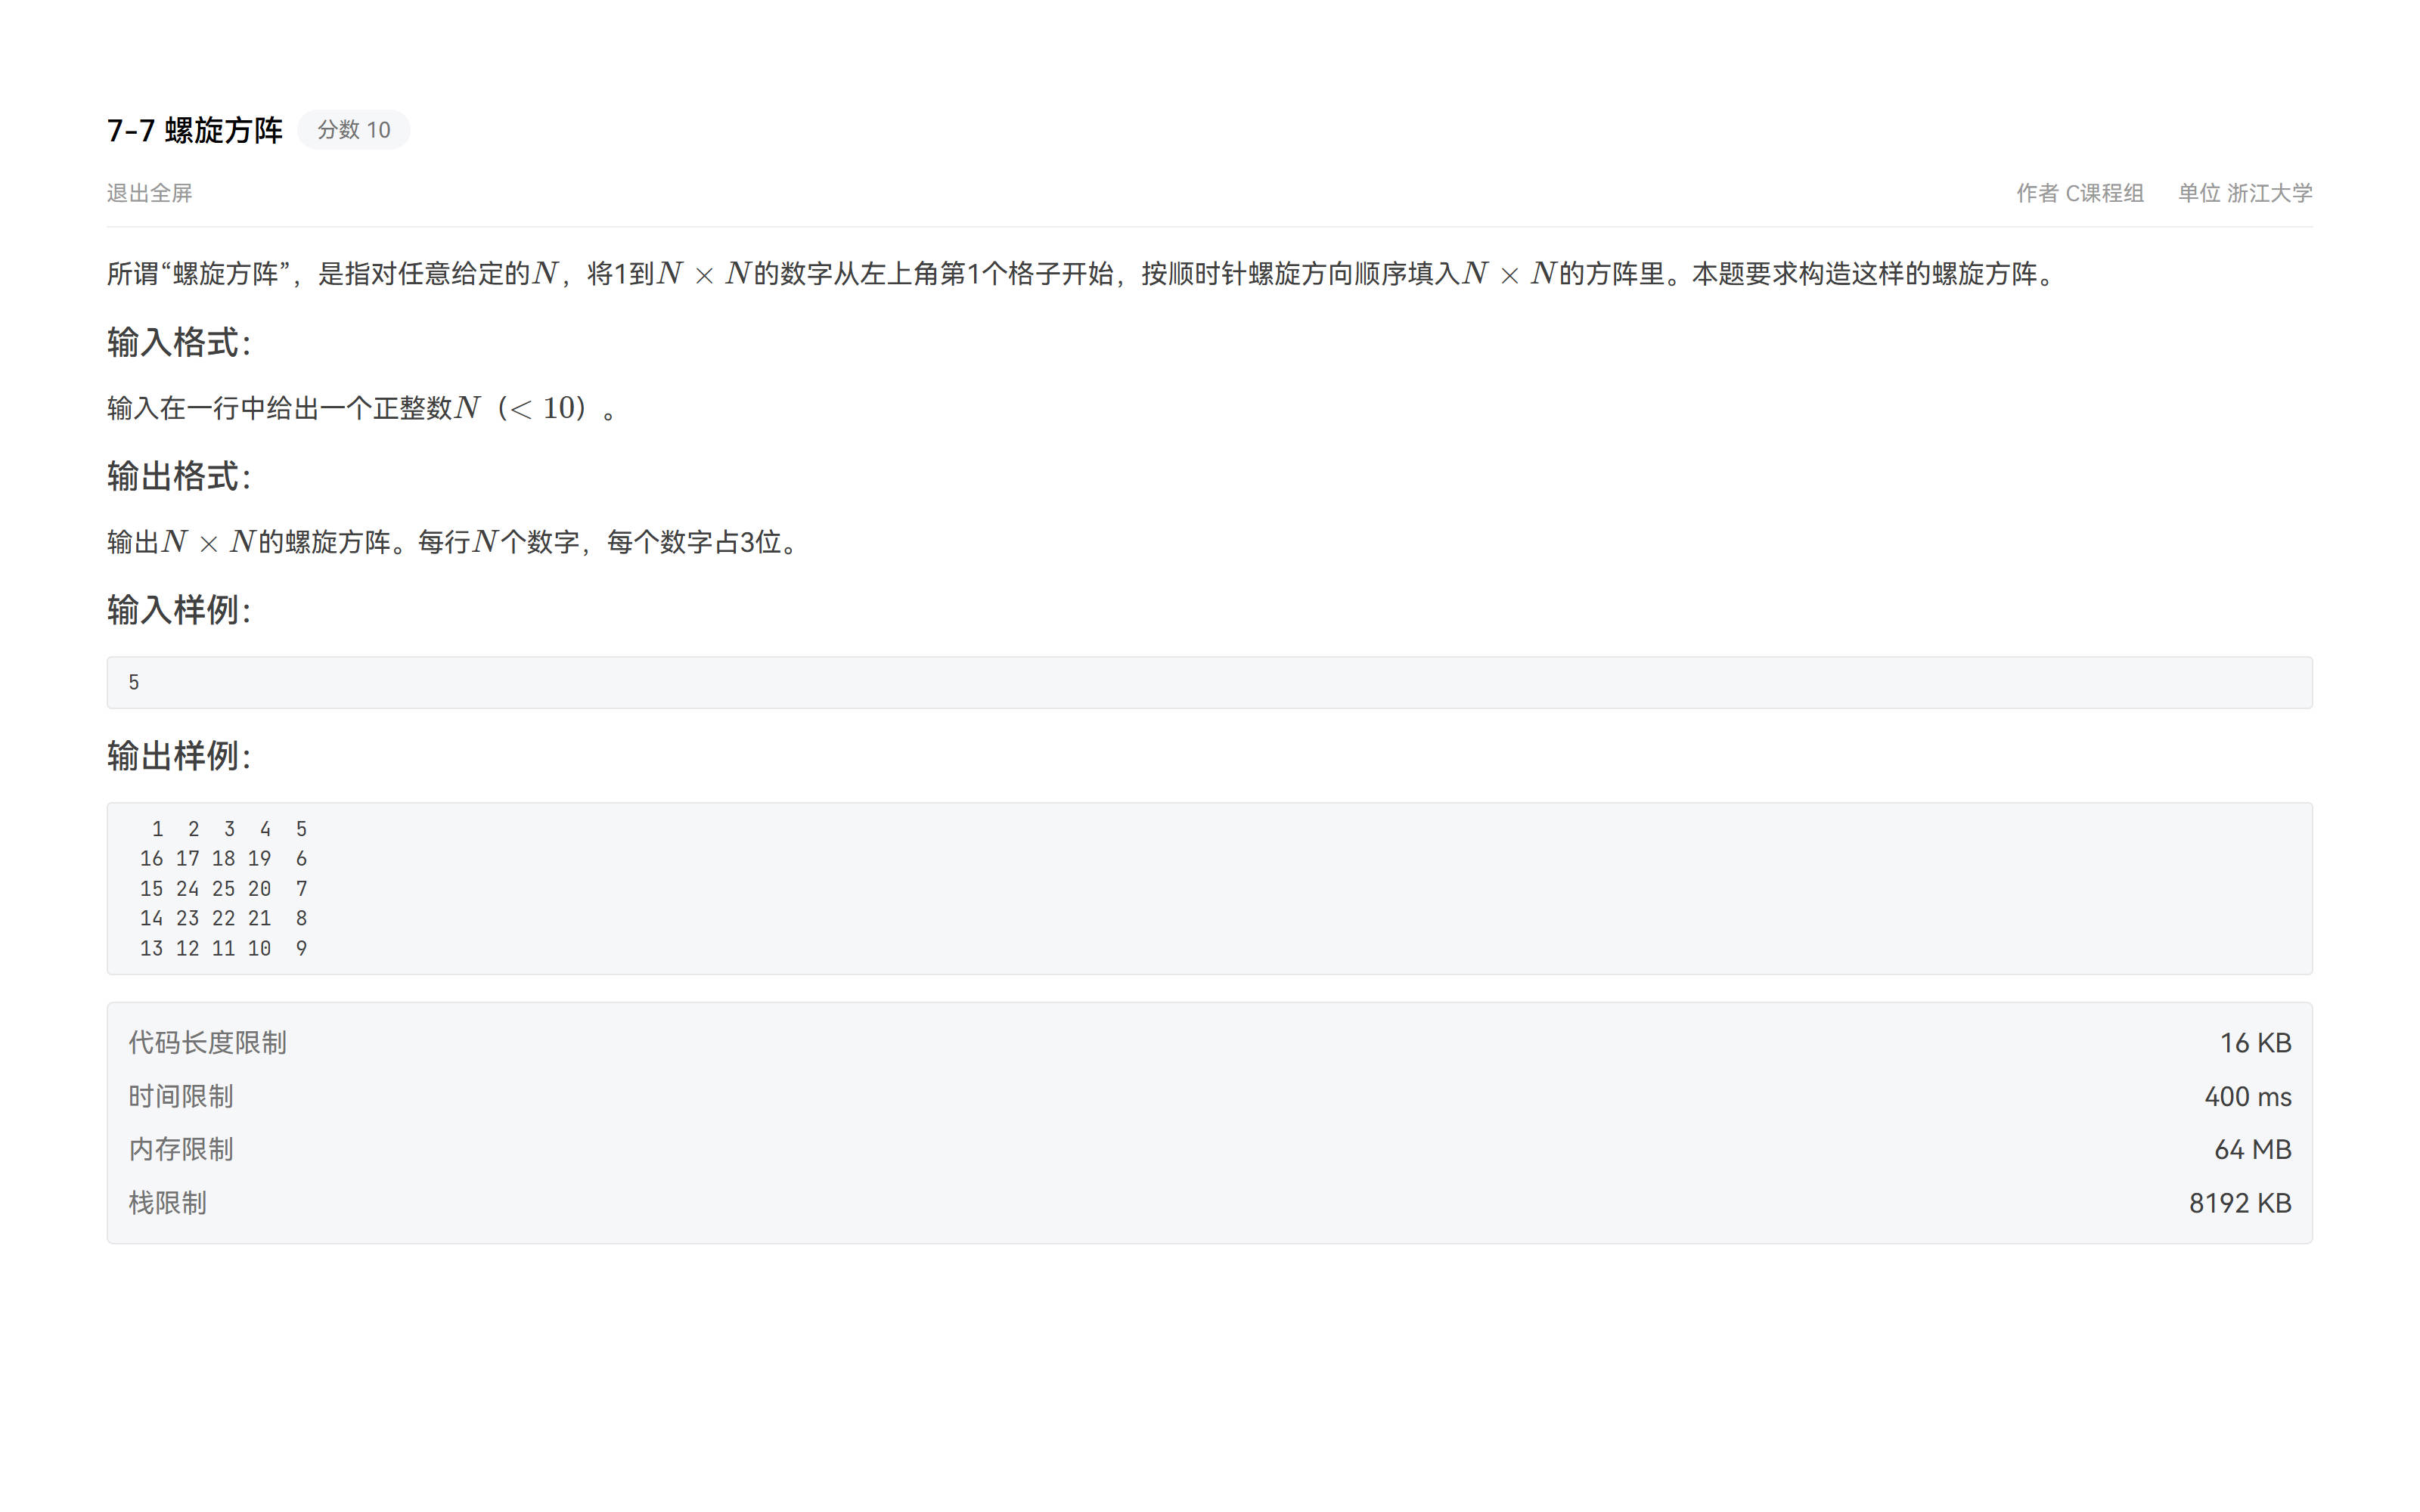 7-7 螺旋方阵 分数 10
退出全屏 作者 C课程组 单位 浙江大学
所谓“螺旋方阵”，是指对任意给定的N，将1到N × N的数字从左上角第1个格子开始，按顺时针螺旋方向顺序填入N × N的方阵里。本题要求构造这样的螺旋方阵。
输入格式：
输入在一行中给出一个正整数N（< 10）。
输出格式：
输出N × N的螺旋方阵。每行N个数字，每个数字占3位。
输入样例：
5
输出样例：
  1  2  3  4  5
 16 17 18 19  6
 15 24 25 20  7
 14 23 22 21  8
 13 12 11 10  9
代码长度限制 16 KB
时间限制 400 ms
内存限制 64 MB
栈限制 8192 KB